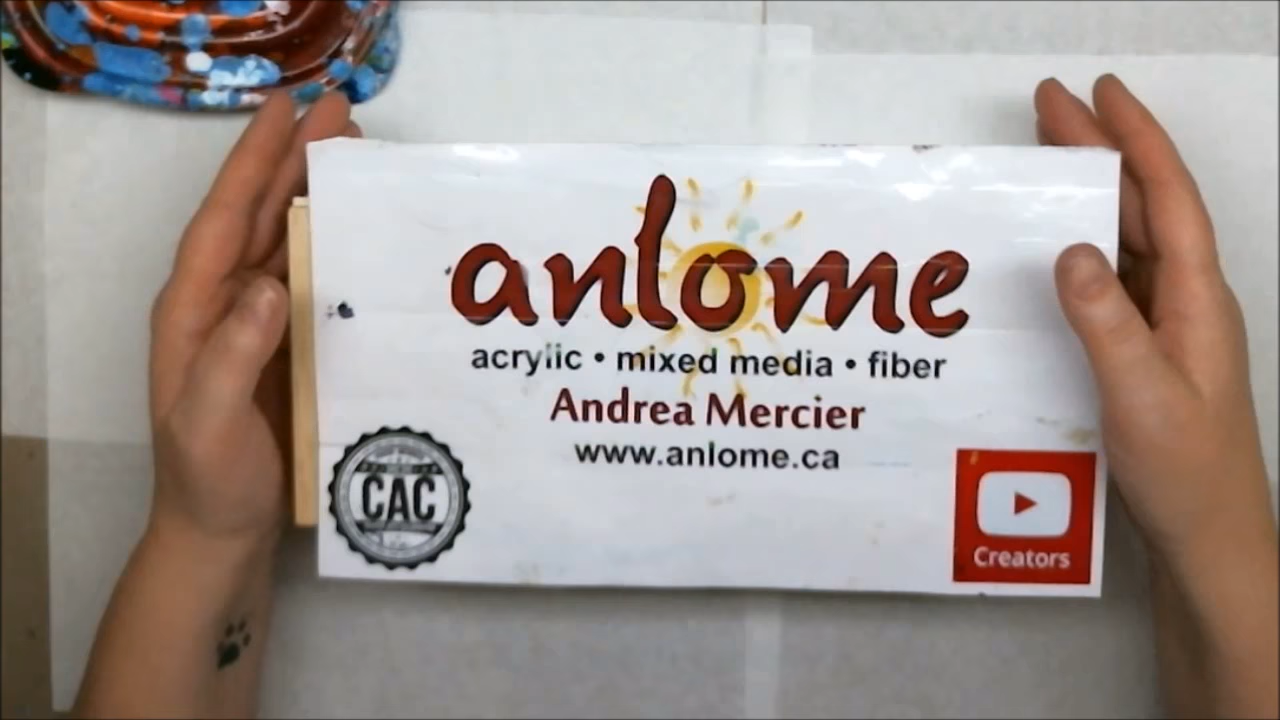 anlome
acrylic • mixed media • fiber
Andrea Mercier
www.anlome.ca
CAC
Creators